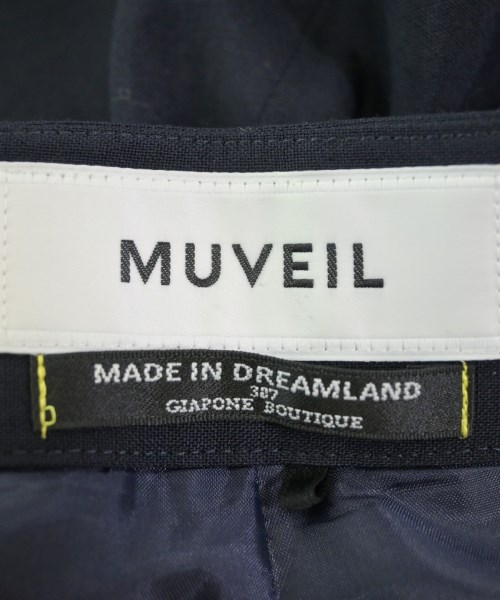 MUVEIL
MADE IN DREAMLAND
387
GIAPONE BOUTIQUE